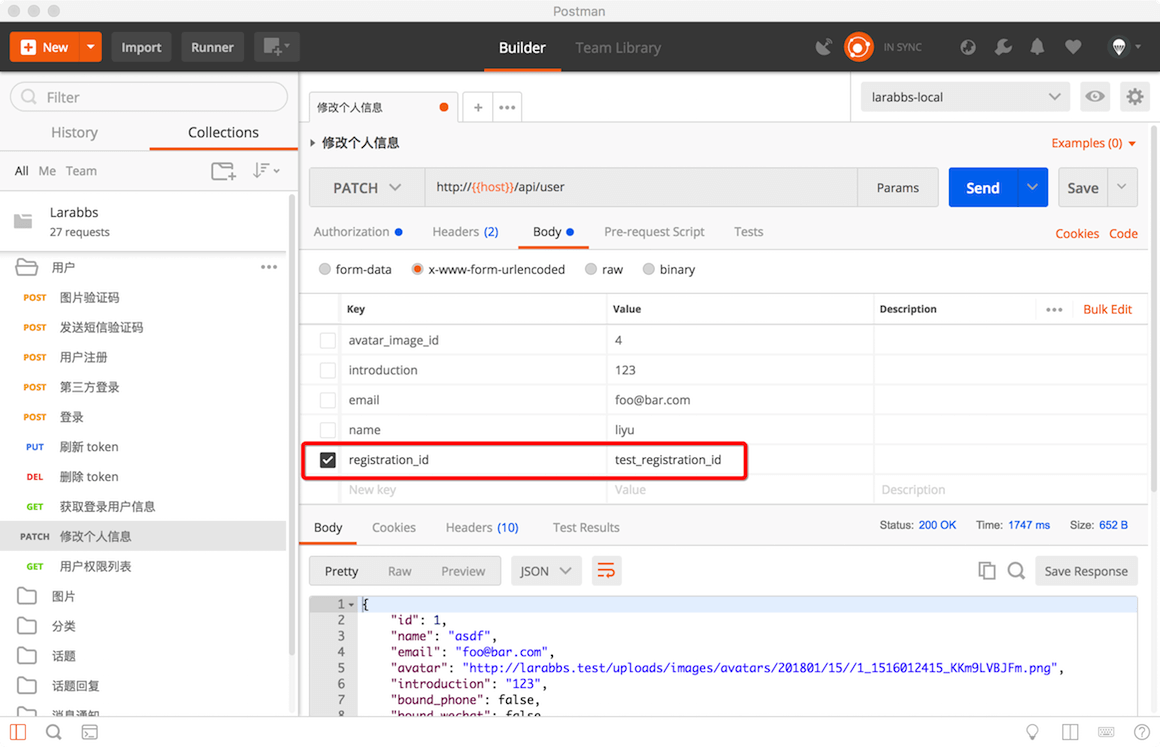 Postman
New
Import
Runner
Builder
Team Library
IN SYNC
Filter
History
Collections
All Me Team
Larabbs
27 requests
用户
POST 图片验证码
POST 发送短信验证码
POST 用户注册
POST 第三方登录
POST 登录
PUT 刷新 token
DEL 删除 token
GET 获取登录用户信息
PATCH 修改个人信息
GET 用户权限列表
图片
分类
话题
话题回复
消息通知
修改个人信息
larabbs-local
修改个人信息
Examples (0)
PATCH http://{{host}}/api/user Params Send Save
Authorization Headers (2) Body Pre-request Script Tests Cookies Code
form-data x-www-form-urlencoded raw binary
Key Value Description Bulk Edit
avatar_image_id 4
introduction 123
email foo@bar.com
name liyu
registration_id test_registration_id
New key Value Description
Body Cookies Headers (10) Test Results Status: 200 OK Time: 1747 ms Size: 652 B
Pretty Raw Preview JSON Save Response
1 {
2 "id": 1,
3 "name": "asdf",
4 "email": "foo@bar.com",
5 "avatar": "http://larabbs.test/uploads/images/avatars/201801/15//1_1516012415_KKm9LVBJFm.png",
6 "introduction": "123",
7 "bound_phone": false,
8 "bound_wechat": false